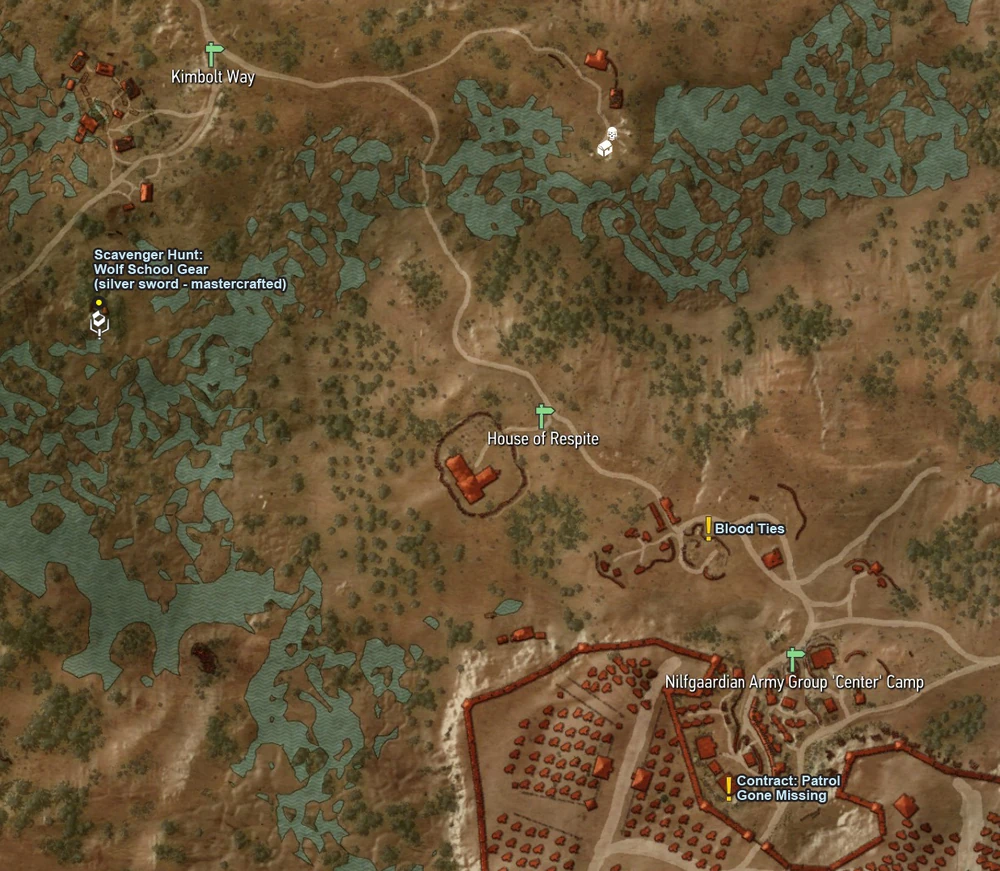 Kimbolt Way
Scavenger Hunt:
Wolf School Gear
(silver sword - mastercrafted)
House of Respite
Blood Ties
Nilfgaardian Army Group 'Center' Camp
Contract: Patrol
Gone Missing